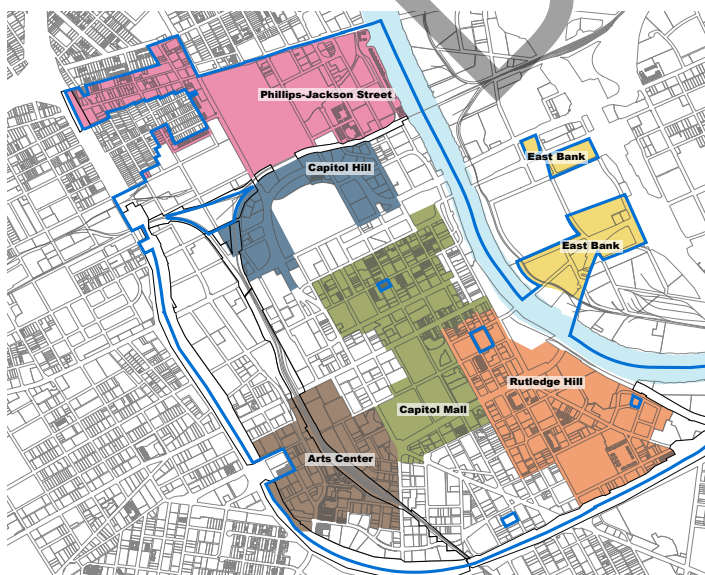 Phillips-Jackson Street
East Bank
Capitol Hill
East Bank
Rutledge Hill
Capitol Mall
Arts Center